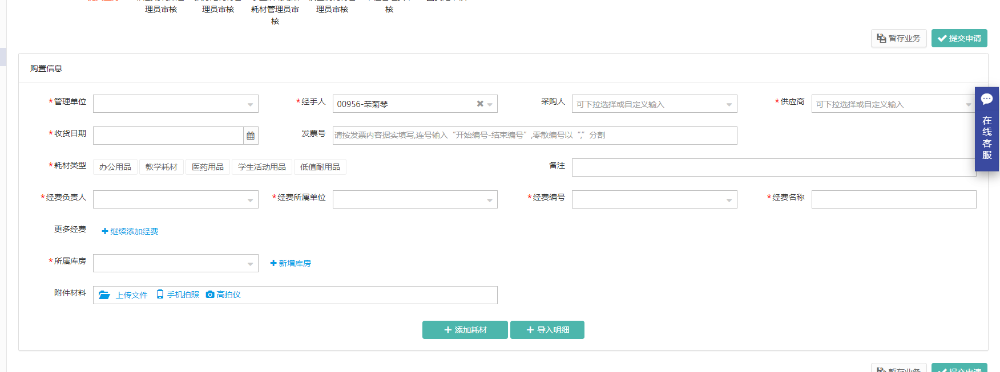 理员审核
理员审核
耗材管理员审
核
理员审核
核
暂存业务
提交申请
购置信息
*管理单位
*经手人 00956-荣菊琴
采购人 可下拉选择或自定义输入
*供应商 可下拉选择或自定义输入
*收货日期
发票号 请按发票内容据实填写,连号输入“开始编号-结束编号”,零散编号以“,”分割
*耗材类型 办公用品 教学耗材 医药用品 学生活动用品 低值耐用品
备注
*经费负责人
*经费所属单位
*经费编号
*经费名称
更多经费 继续添加经费
*所属库房 新增库房
附件材料 上传文件 手机拍照 高拍仪
添加耗材
导入明细
在线客服
暂存业务
提交申请